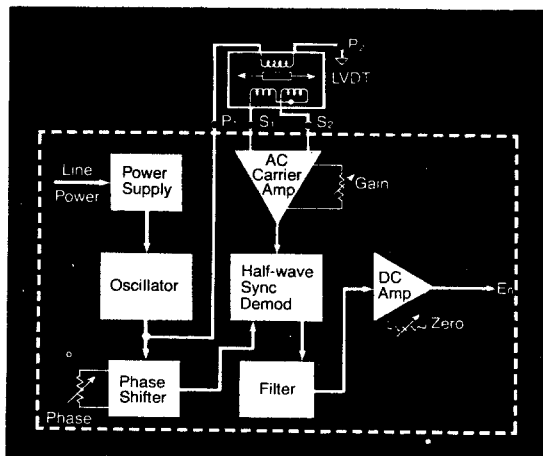 P2
LVDT
P1 S1 S2
Line
Power
Power
Supply
AC
Carrier
Amp
Gain
Oscillator
Half-wave
Sync
Demod
DC
Amp
Zero
Phase
Shifter
Filter
Phase